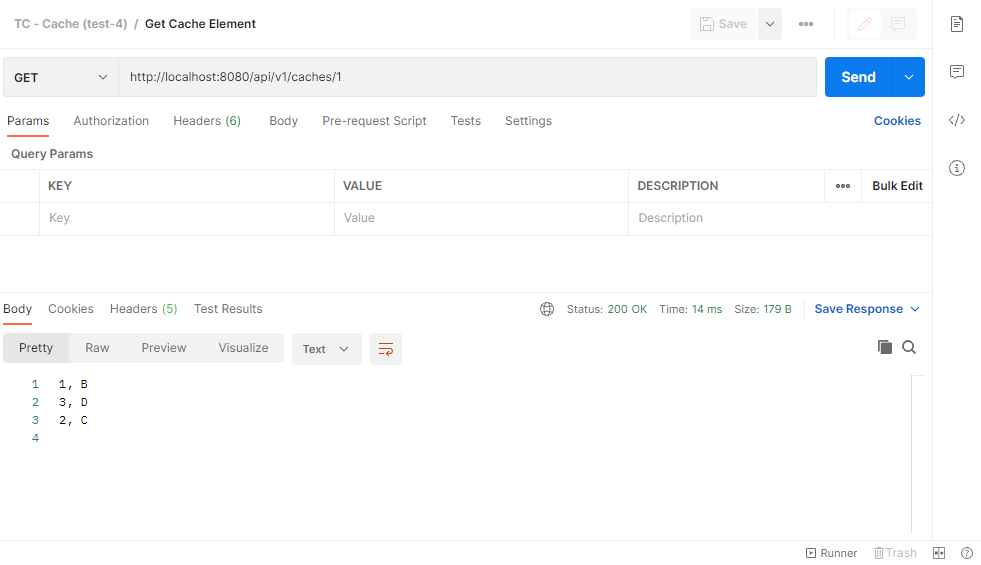 TC - Cache (test-4) / Get Cache Element
Save
GET
http://localhost:8080/api/v1/caches/1
Send
Params Authorization Headers (6) Body Pre-request Script Tests Settings Cookies
Query Params
KEY VALUE DESCRIPTION Bulk Edit
Key Value Description
Body Cookies Headers (5) Test Results Status: 200 OK Time: 14 ms Size: 179 B Save Response
Pretty Raw Preview Visualize Text
1 1, B
2 3, D
3 2, C
4
Runner Trash